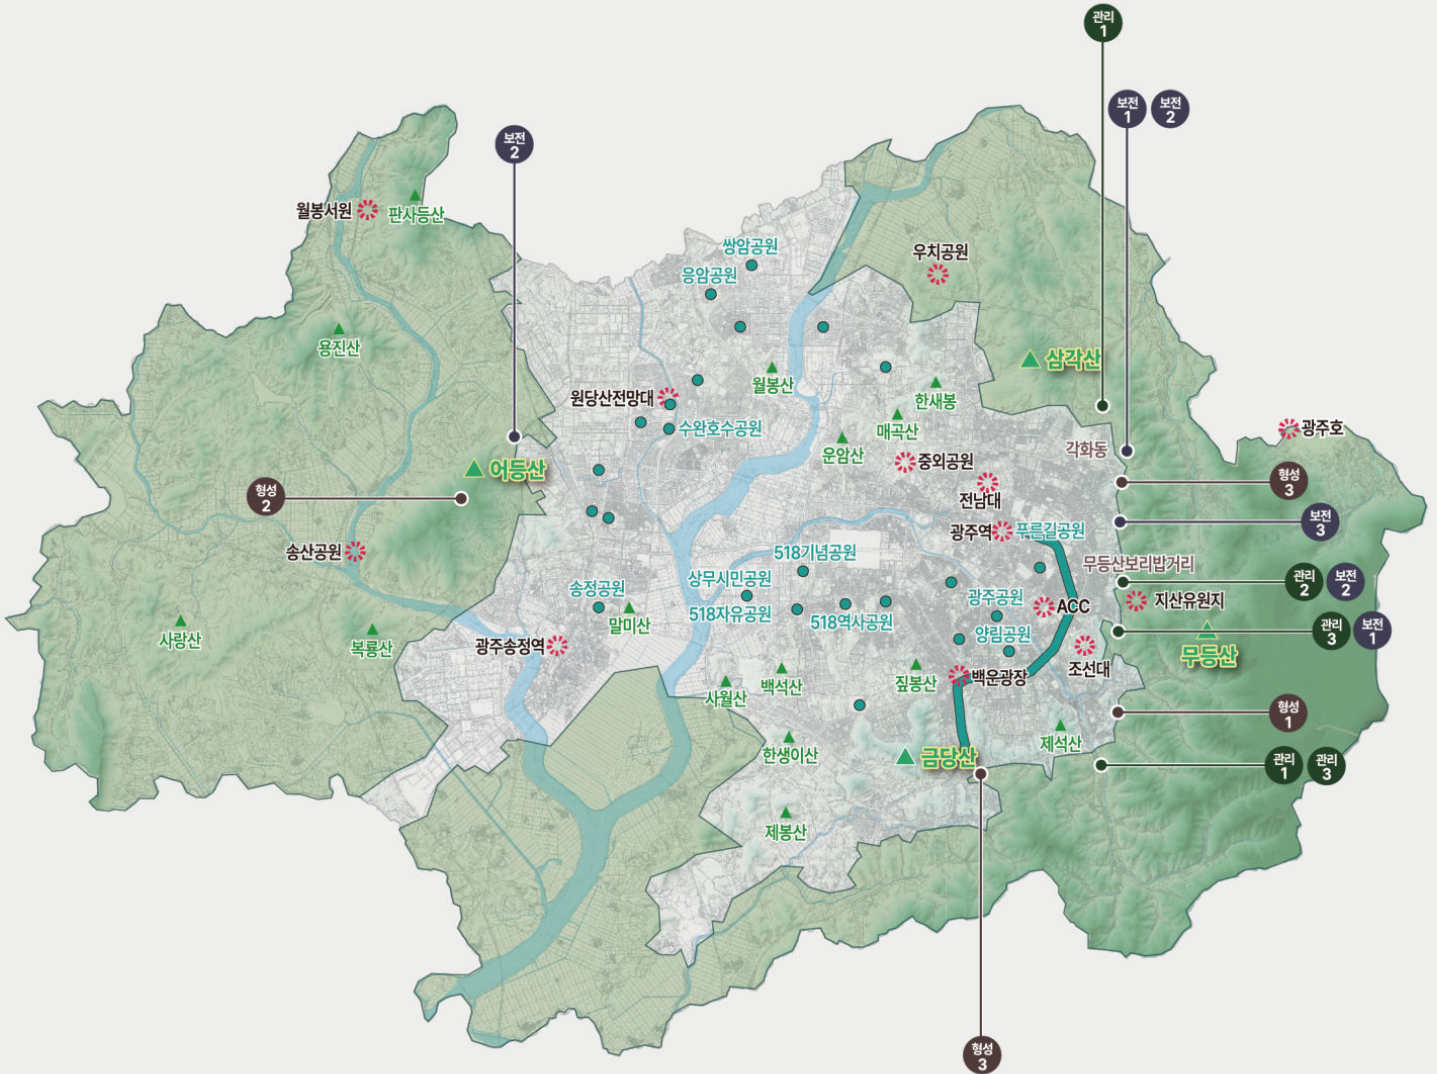 관리
1
보전
1
보전
2
보전
2
월봉서원
판사등산
쌍암공원
응암공원
우치공원
용진산
삼각산
월봉산
원당산전망대
한새봉
매곡산
수완호수공원
운암산
광주호
각화동
중외공원
어등산
형성
2
형성
3
전남대
광주역
푸른길공원
보전
3
송산공원
518기념공원
무등산보리밥거리
상무시민공원
관리
2
보전
2
송정공원
광주공원
ACC
지산유원지
518자유공원
518역사공원
말미산
사랑산
복룡산
양림공원
관리
3
보전
1
광주송정역
조선대
무등산
백운광장
짚봉산
백석산
사월산
형성
1
제석산
한생이산
금당산
관리
1
관리
3
제봉산
형성
3